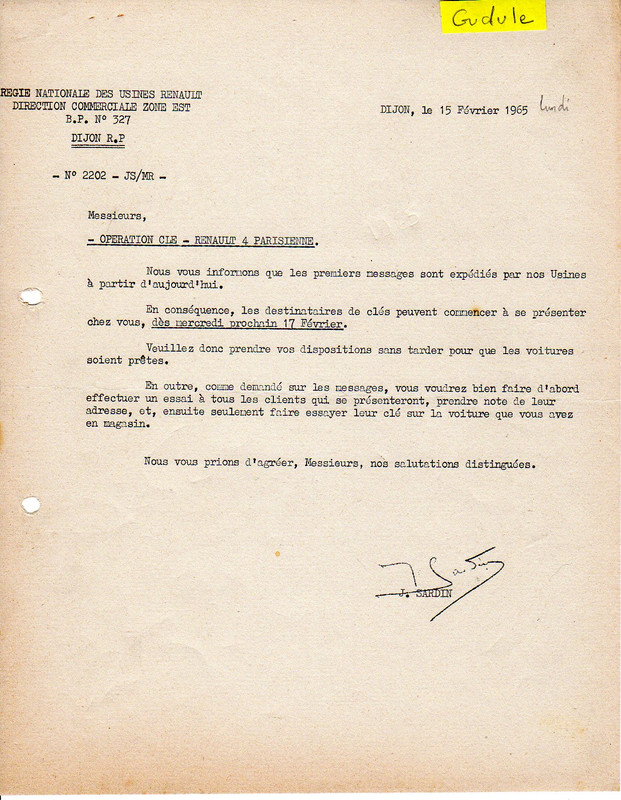 Gudule
REGIE NATIONALE DES USINES RENAULT
DIRECTION COMMERCIALE ZONE EST
B.P. N° 327
DIJON R.P
DIJON, le 15 Février 1965 lundi
- N° 2202 - JS/MR -
Messieurs,
- OPERATION CLE - RENAULT 4 PARISIENNE.
Nous vous informons que les premiers messages sont expédiés par nos Usines
à partir d'aujourd'hui.
En conséquence, les destinataires de clés peuvent commencer à se présenter
chez vous, dès mercredi prochain 17 Février.
Veuillez donc prendre vos dispositions sans tarder pour que les voitures
soient prêtes.
En outre, comme demandé sur les messages, vous voudrez bien faire d'abord
effectuer un essai à tous les clients qui se présenteront, prendre note de leur
adresse, et, ensuite seulement faire essayer leur clé sur la voiture que vous avez
en magasin.
Nous vous prions d'agréer, Messieurs, nos salutations distinguées.
J Sardin
J. SARDIN